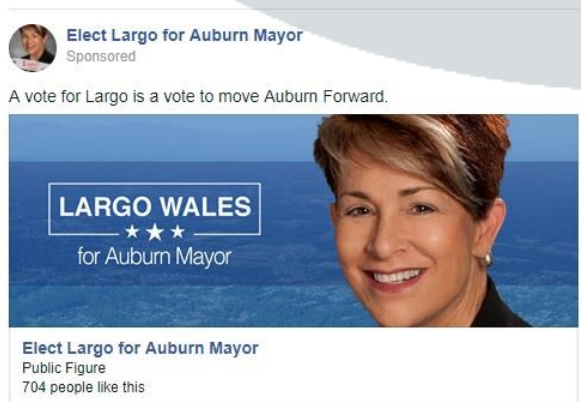 Elect Largo for Auburn Mayor
Sponsored
A vote for Largo is a vote to move Auburn Forward.
LARGO WALES
for Auburn Mayor
Elect Largo for Auburn Mayor
Public Figure
704 people like this